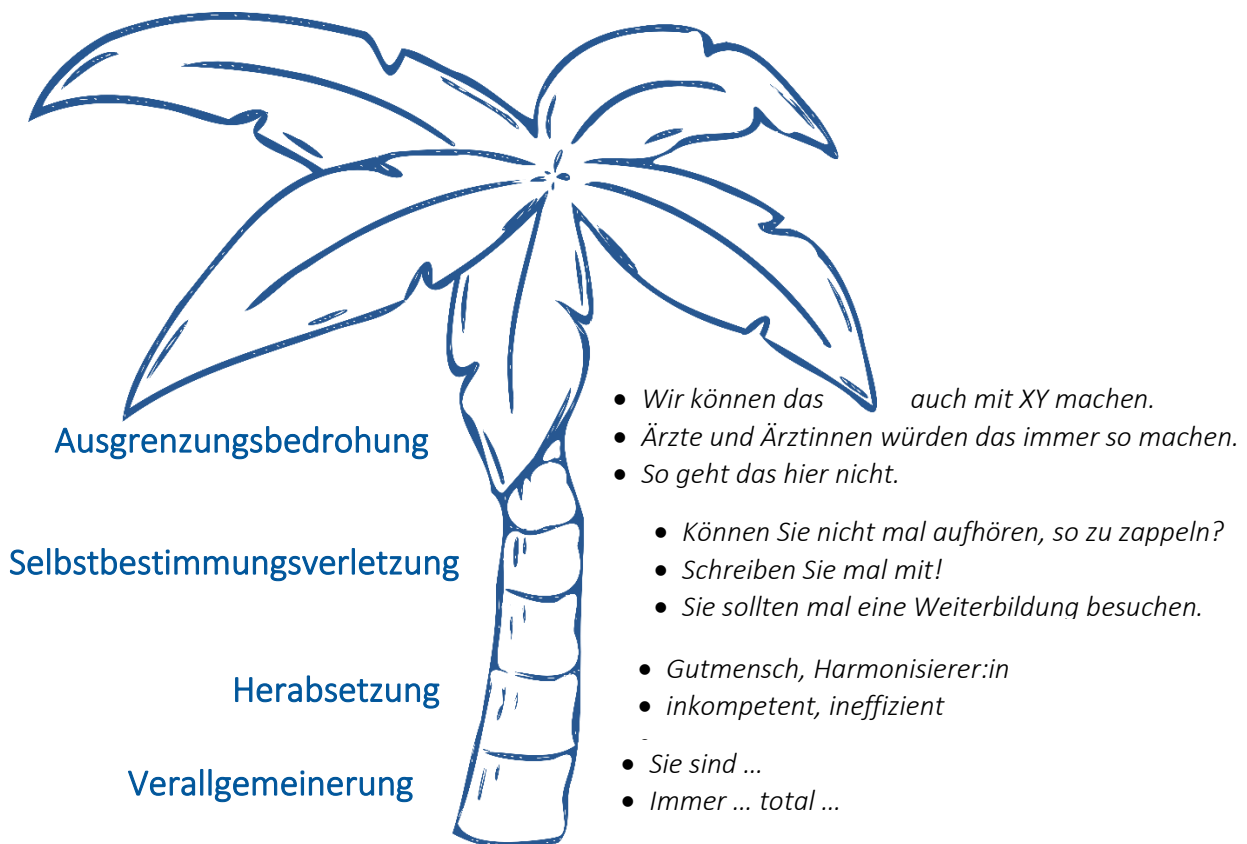 • Wir können das auch mit XY machen.
Ausgrenzungsbedrohung
• Ärzte und Ärztinnen würden das immer so machen.
• So geht das hier nicht.
• Können Sie nicht mal aufhören, so zu zappeln?
Selbstbestimmungsverletzung
• Schreiben Sie mal mit!
• Sie sollten mal eine Weiterbildung besuchen.
Herabsetzung
• Gutmensch, Harmonisierer:in
• inkompetent, ineffizient
Verallgemeinerung
• Sie sind …
• Immer … total …